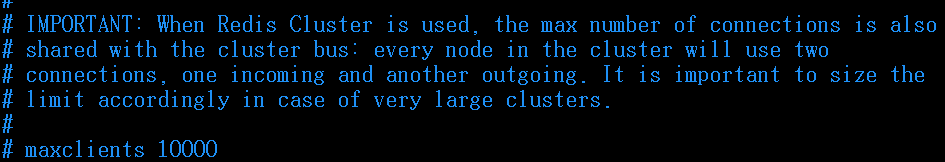 #
# IMPORTANT: When Redis Cluster is used, the max number of connections is also
# shared with the cluster bus: every node in the cluster will use two
# connections, one incoming and another outgoing. It is important to size the
# limit accordingly in case of very large clusters.
#
# maxclients 10000